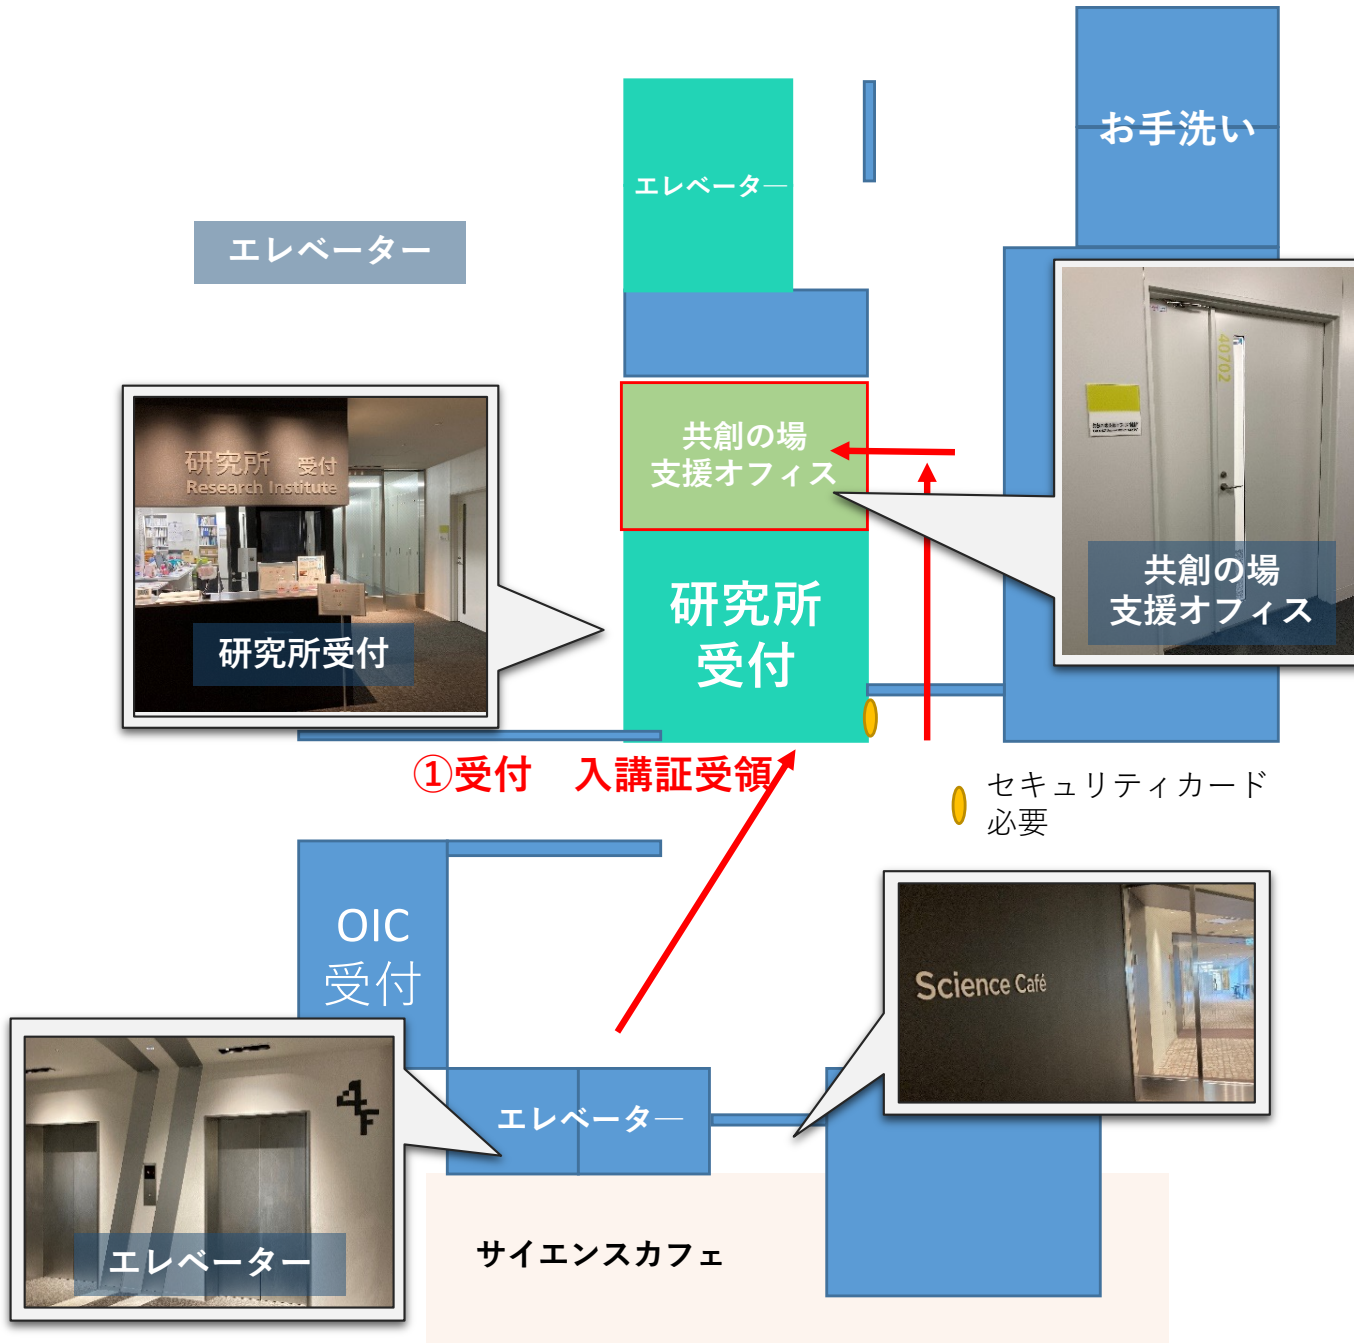 お手洗い
エレベーター
エレベーター
共創の場
支援オフィス
研究所　受付
Research Institute
研究所受付
40702
共創の場
支援オフィス
研究所
受付
①受付　入講証受領
セキュリティカード
必要
OIC
受付
Science Café
4F
エレベーター
エレベーター
サイエンスカフェ